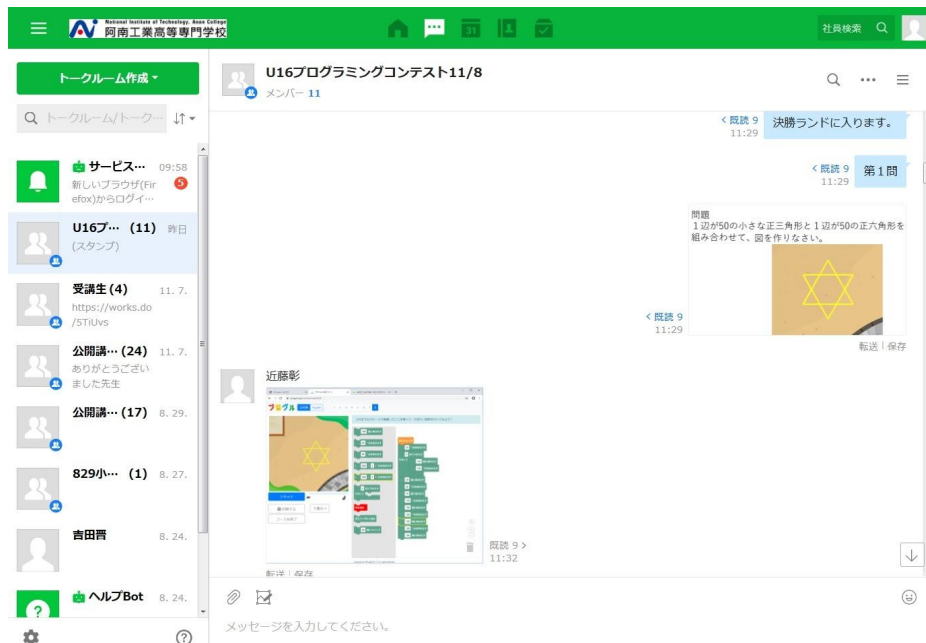 National Institute of Technology, Anan College
阿南工業高等専門学校
31
社員検索
トークルーム作成
トークルーム/トーク…
サービス… 09:58
新しいブラウザ(Fir
efox)からログイ…
5
U16プ… (11) 昨日
(スタンプ)
受講生 (4) 11. 7.
https://works.do
/5TiUvs
公開講… (24) 11. 7.
ありがとうござい
ました先生
公開講… (17) 8. 29.
829小… (1) 8. 27.
吉田晋 8. 24.
ヘルプBot 8. 24.
U16プログラミングコンテスト11/8
メンバー 11
既読 9
11:29
決勝ランドに入ります。
既読 9
11:29
第1問
問題
1辺が50の小さな正三角形と1辺が50の正六角形を
組み合わせて、図を作りなさい。
既読 9
11:29
転送 保存
近藤彰
プログル
既読 9
11:32
転送 保存
メッセージを入力してください。